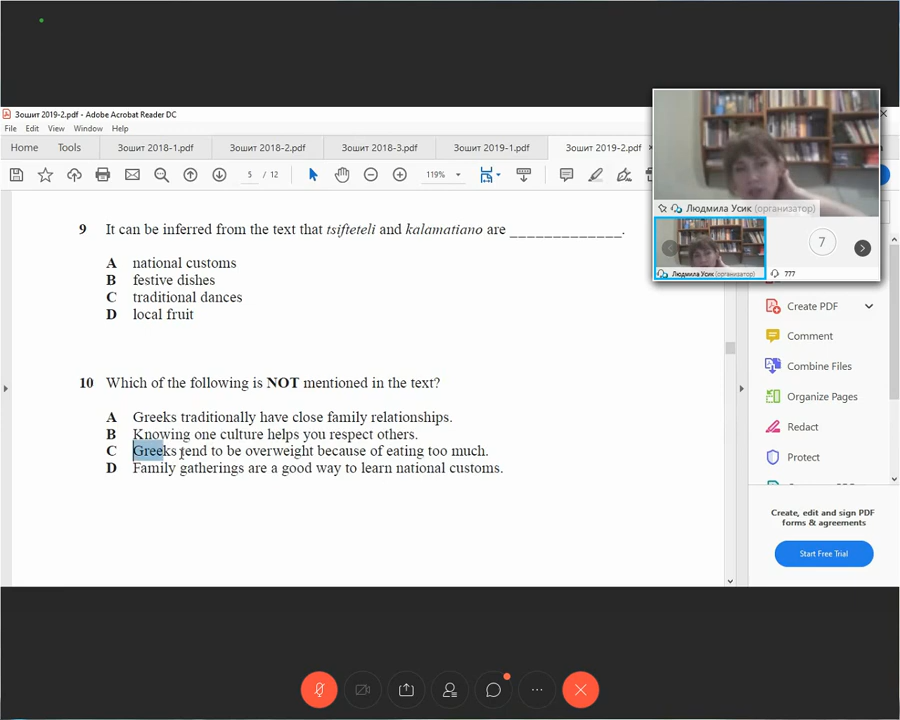 Зошит 2019-2.pdf - Adobe Acrobat Reader DC
File Edit View Window Help
Home Tools Зошит 2018-1.pdf Зошит 2018-2.pdf Зошит 2018-3.pdf Зошит 2019-1.pdf Зошит 2019-2.pdf
5 / 12 119%
Людмила Усик (организатор)
Людмила Усик (организатор)
7
777
9 It can be inferred from the text that tsifteteli and kalamatiano are _____________.
A national customs
B festive dishes
C traditional dances
D local fruit
10 Which of the following is NOT mentioned in the text?
A Greeks traditionally have close family relationships.
B Knowing one culture helps you respect others.
C Greeks tend to be overweight because of eating too much.
D Family gatherings are a good way to learn national customs.
Create PDF
Comment
Combine Files
Organize Pages
Redact
Protect
Create, edit and sign PDF
forms & agreements
Start Free Trial